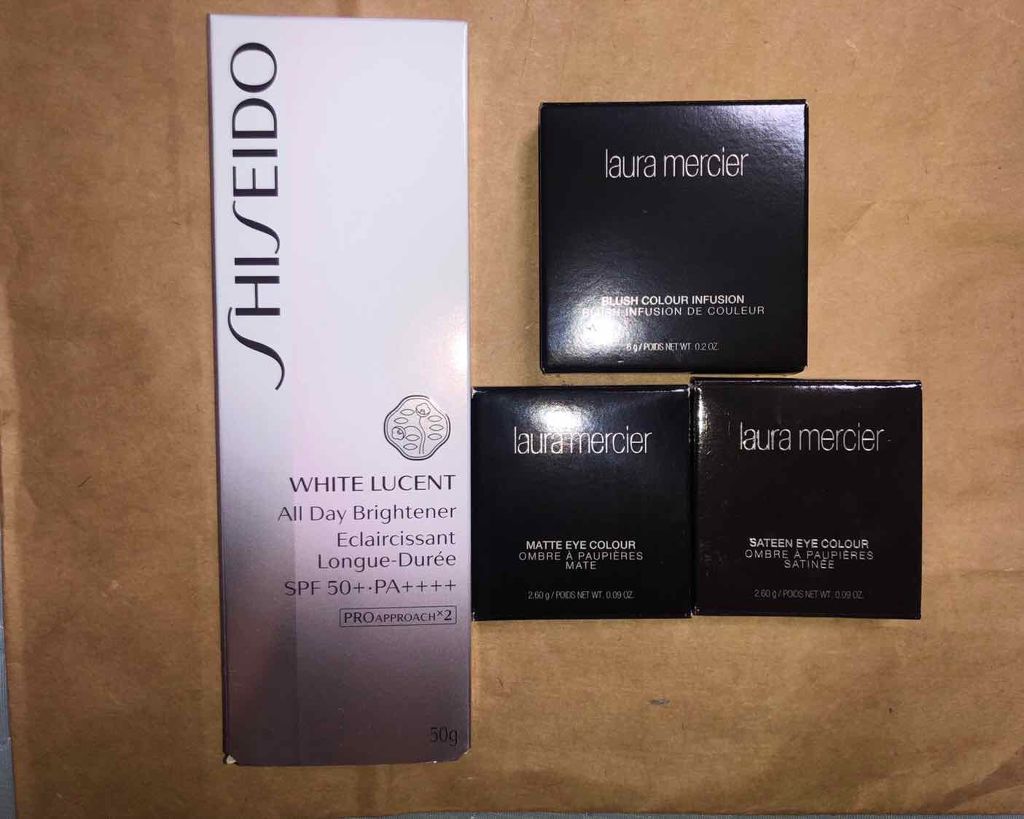 SHISEIDO
WHITE LUCENT
All Day Brightener
Eclaircissant
Longue-Durée
SPF 50+·PA++++
PROAPPROACH×2
50g
laura mercier
BLUSH COLOUR INFUSION
BLUSH INFUSION DE COULEUR
6 g / POIDS NET WT. 0.2 OZ.
laura mercier
MATTE EYE COLOUR
OMBRE À PAUPIÈRES
MATE
2.60 g / POIDS NET WT. 0.09 OZ.
laura mercier
SATEEN EYE COLOUR
OMBRE À PAUPIÈRES
SATINÉE
2.60 g / POIDS NET WT. 0.09 OZ.